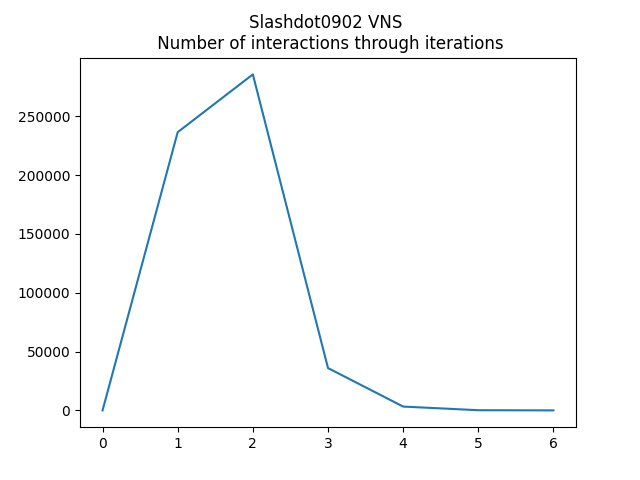 Slashdot0902 VNS
Number of interactions through iterations
250000
200000
150000
100000
50000
0
0 1 2 3 4 5 6